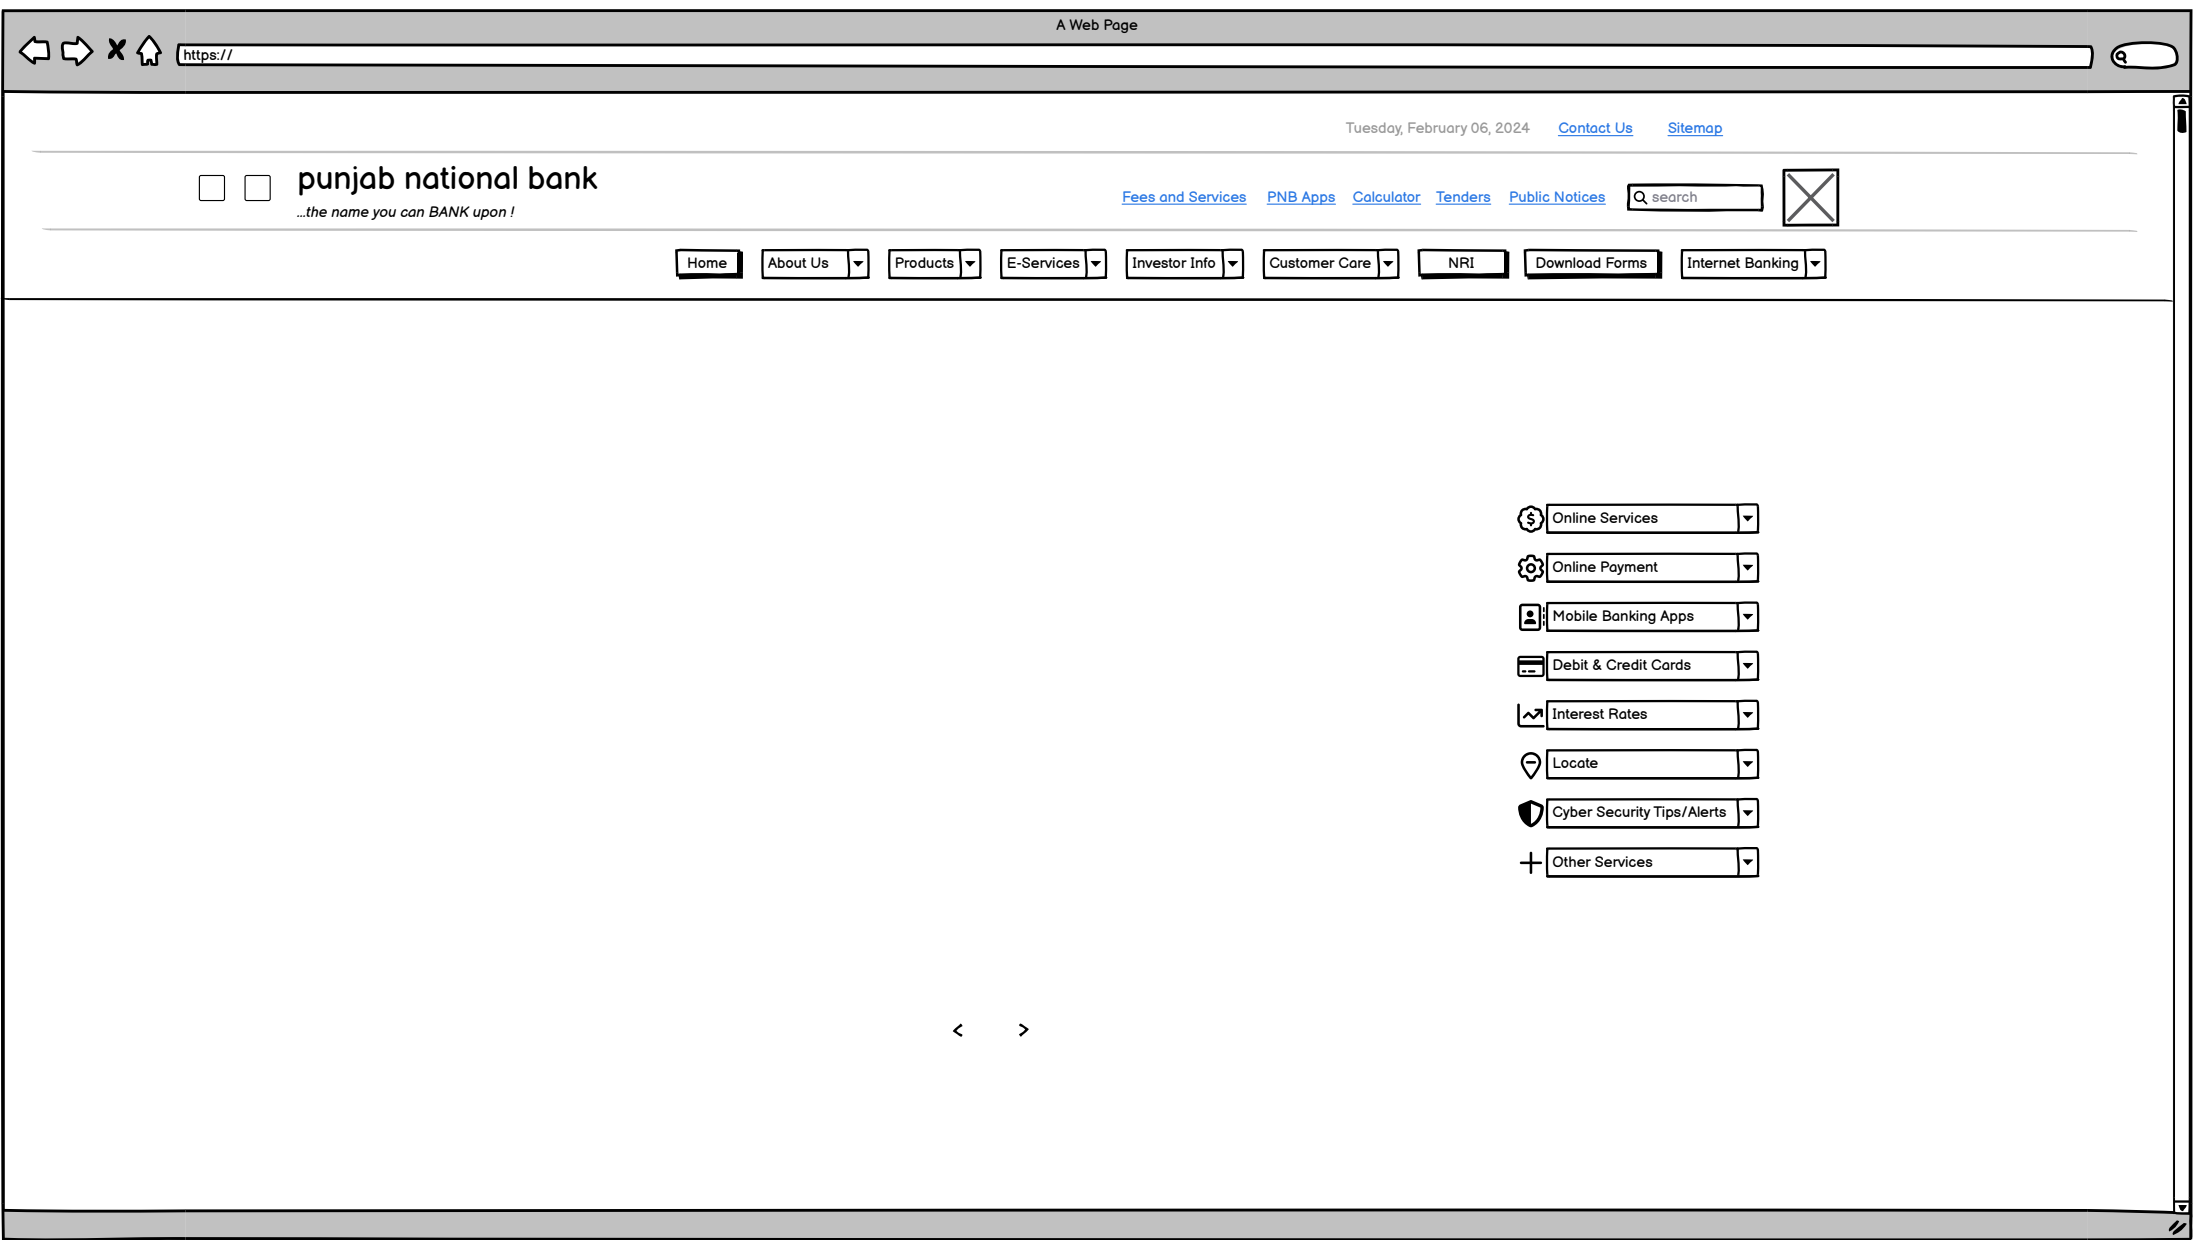 A Web Page
https://
Tuesday, February 06, 2024 Contact Us Sitemap
punjab national bank
...the name you can BANK upon !
Fees and Services PNB Apps Calculator Tenders Public Notices search
Home About Us Products E-Services Investor Info Customer Care NRI Download Forms Internet Banking
Online Services
Online Payment
Mobile Banking Apps
Debit & Credit Cards
Interest Rates
Locate
Cyber Security Tips/Alerts
Other Services
< >